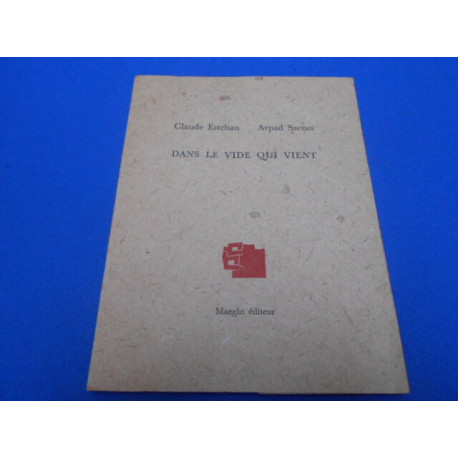 Claude Esteban Arpad Szenes
DANS LE VIDE QUI VIENT
Maeght éditeur